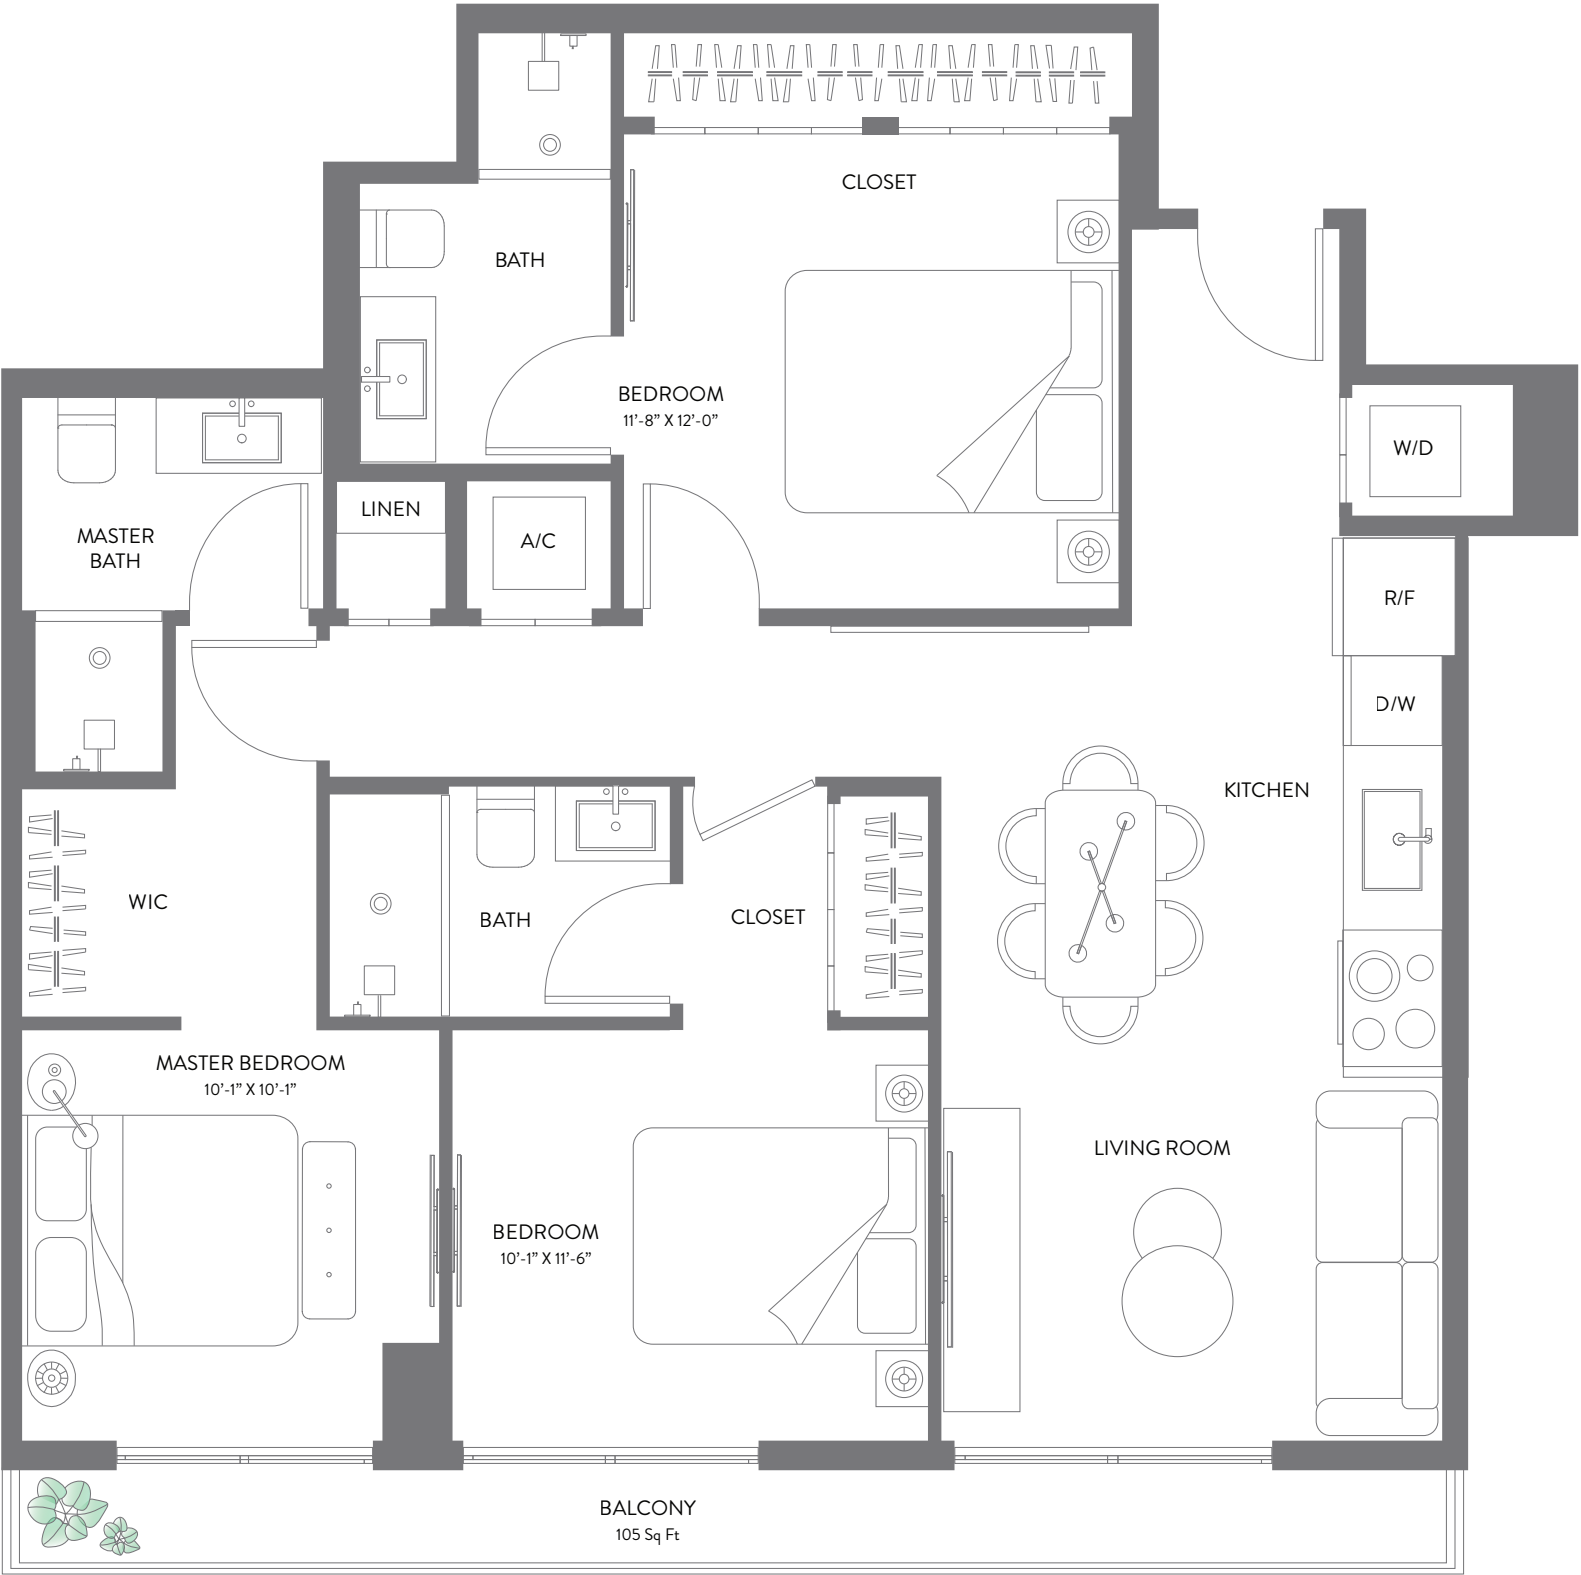 CLOSET
BATH
BEDROOM
11’-8” X 12’-0”
W/D
LINEN
A/C
MASTER
BATH
R/F
D/W
KITCHEN
WIC
BATH
CLOSET
MASTER BEDROOM
10’-1” X 10’-1”
LIVING ROOM
BEDROOM
10’-1” X 11’-6”
BALCONY
105 Sq Ft